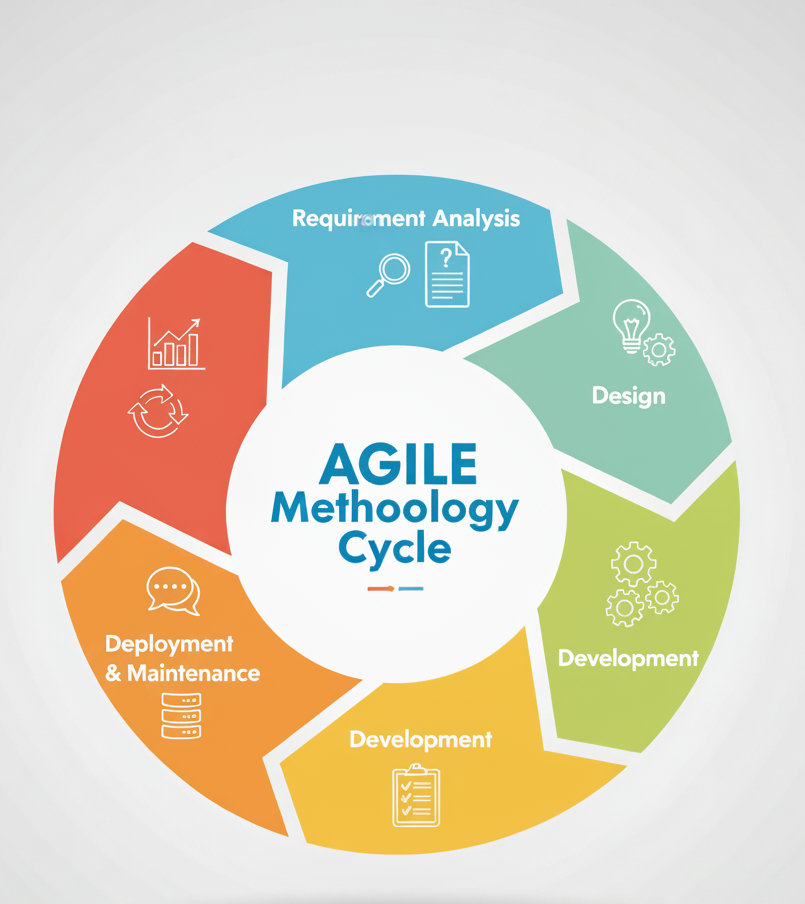 Analysis
?
Design
AGILE
Methoology
Cycle
Development
Deployment
& Maintenance
Development